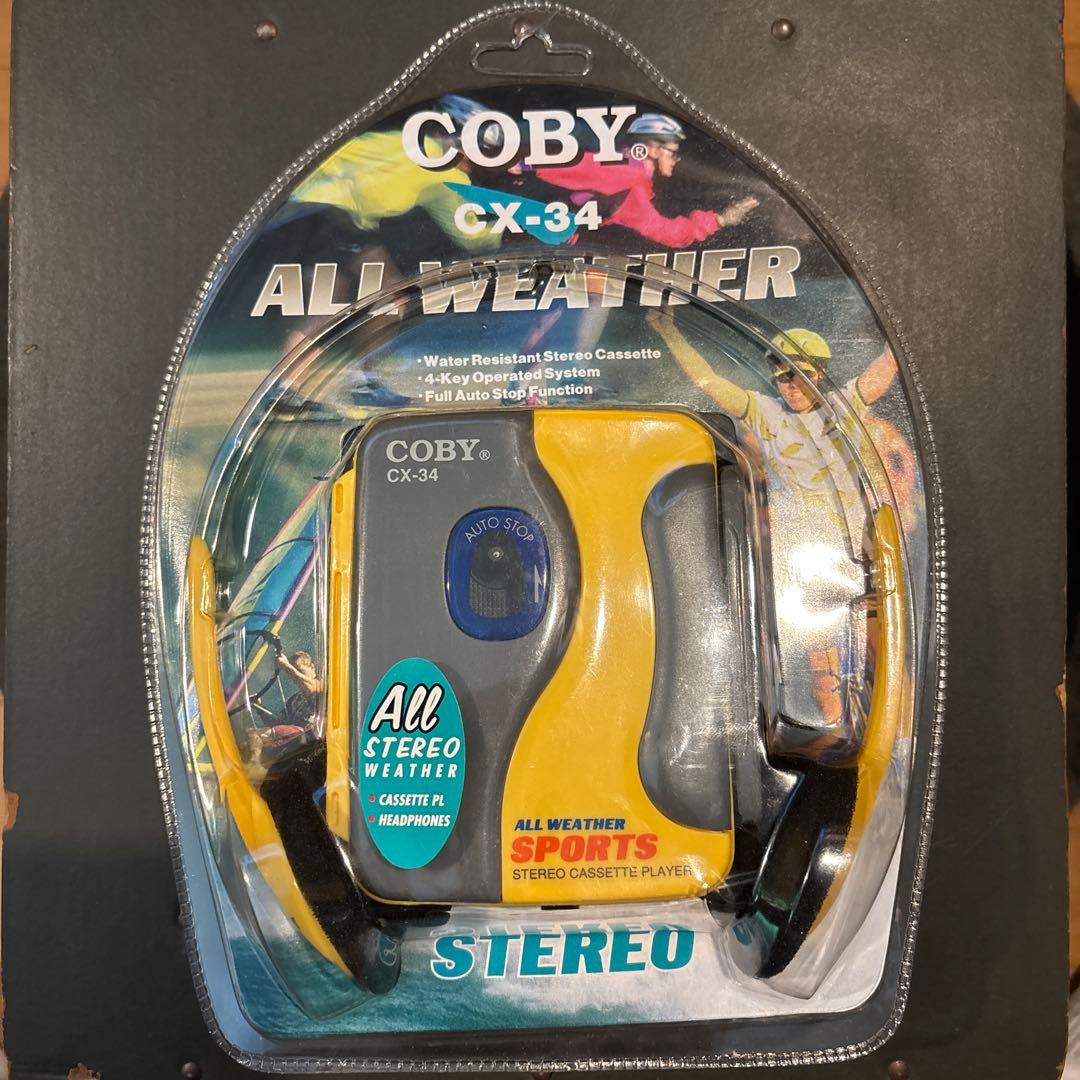 COBY®
CX-34
ALL WEATHER
· Water Resistant Stereo Cassette
· 4-Key Operated System
· Full Auto Stop Function
COBY®
CX-34
AUTO STOP
All
STEREO
WEATHER
• CASSETTE PL
• HEADPHONES
ALL WEATHER
SPORTS
STEREO CASSETTE PLAYER
STEREO